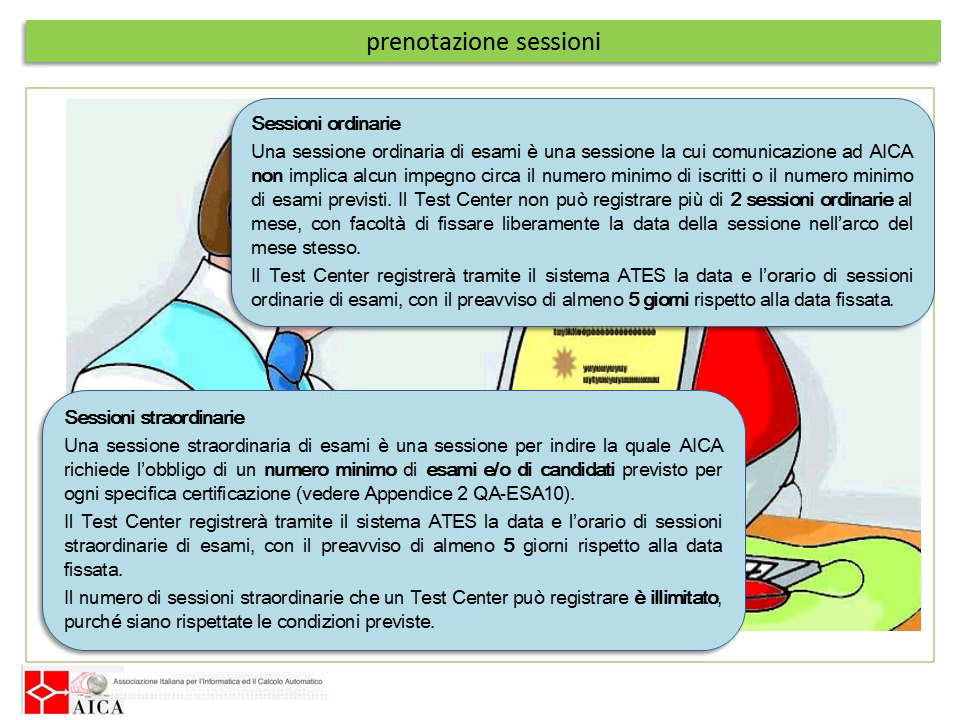 prenotazione sessioni
Sessioni ordinarie
Una sessione ordinaria di esami è una sessione la cui comunicazione ad AICA
non implica alcun impegno circa il numero minimo di iscritti o il numero minimo
di esami previsti. Il Test Center non può registrare più di 2 sessioni ordinarie al
mese, con facoltà di fissare liberamente la data della sessione nell’arco del
mese stesso.
Il Test Center registrerà tramite il sistema ATES la data e l’orario di sessioni
ordinarie di esami, con il preavviso di almeno 5 giorni rispetto alla data fissata.
Sessioni straordinarie
Una sessione straordinaria di esami è una sessione per indire la quale AICA
richiede l’obbligo di un numero minimo di esami e/o di candidati previsto per
ogni specifica certificazione (vedere Appendice 2 QA-ESA10).
Il Test Center registrerà tramite il sistema ATES la data e l’orario di sessioni
straordinarie di esami, con il preavviso di almeno 5 giorni rispetto alla data
fissata.
Il numero di sessioni straordinarie che un Test Center può registrare è illimitato,
purché siano rispettate le condizioni previste.
Associazione Italiana per l’Informatica ed il Calcolo Automatico
AICA